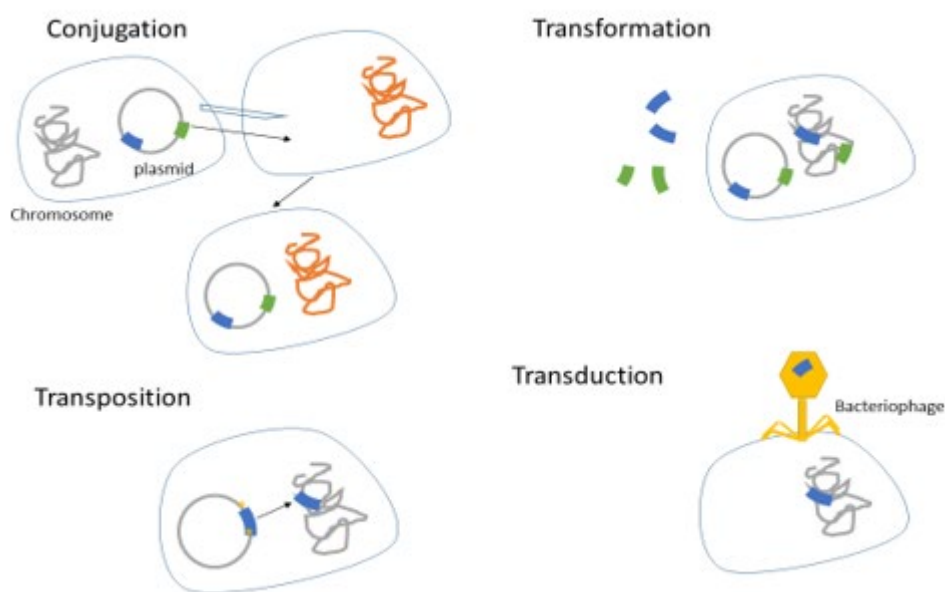 Conjugation
plasmid
Chromosome
Transformation
Transposition
Transduction
Bacteriophage